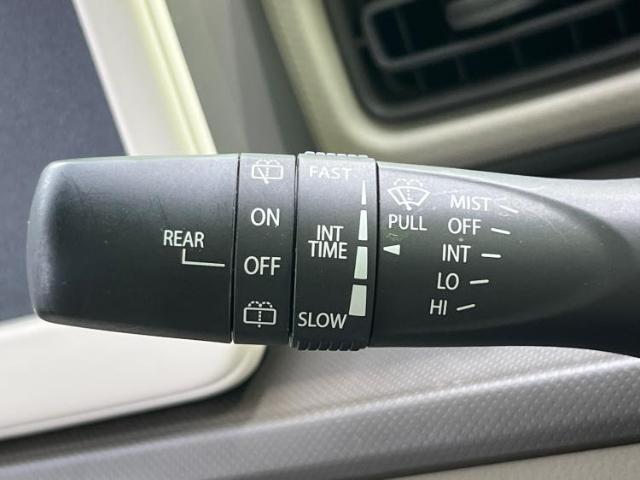 REAR
ON
OFF
FAST
INT
TIME
SLOW
PULL
MIST
OFF
INT
LO
HI